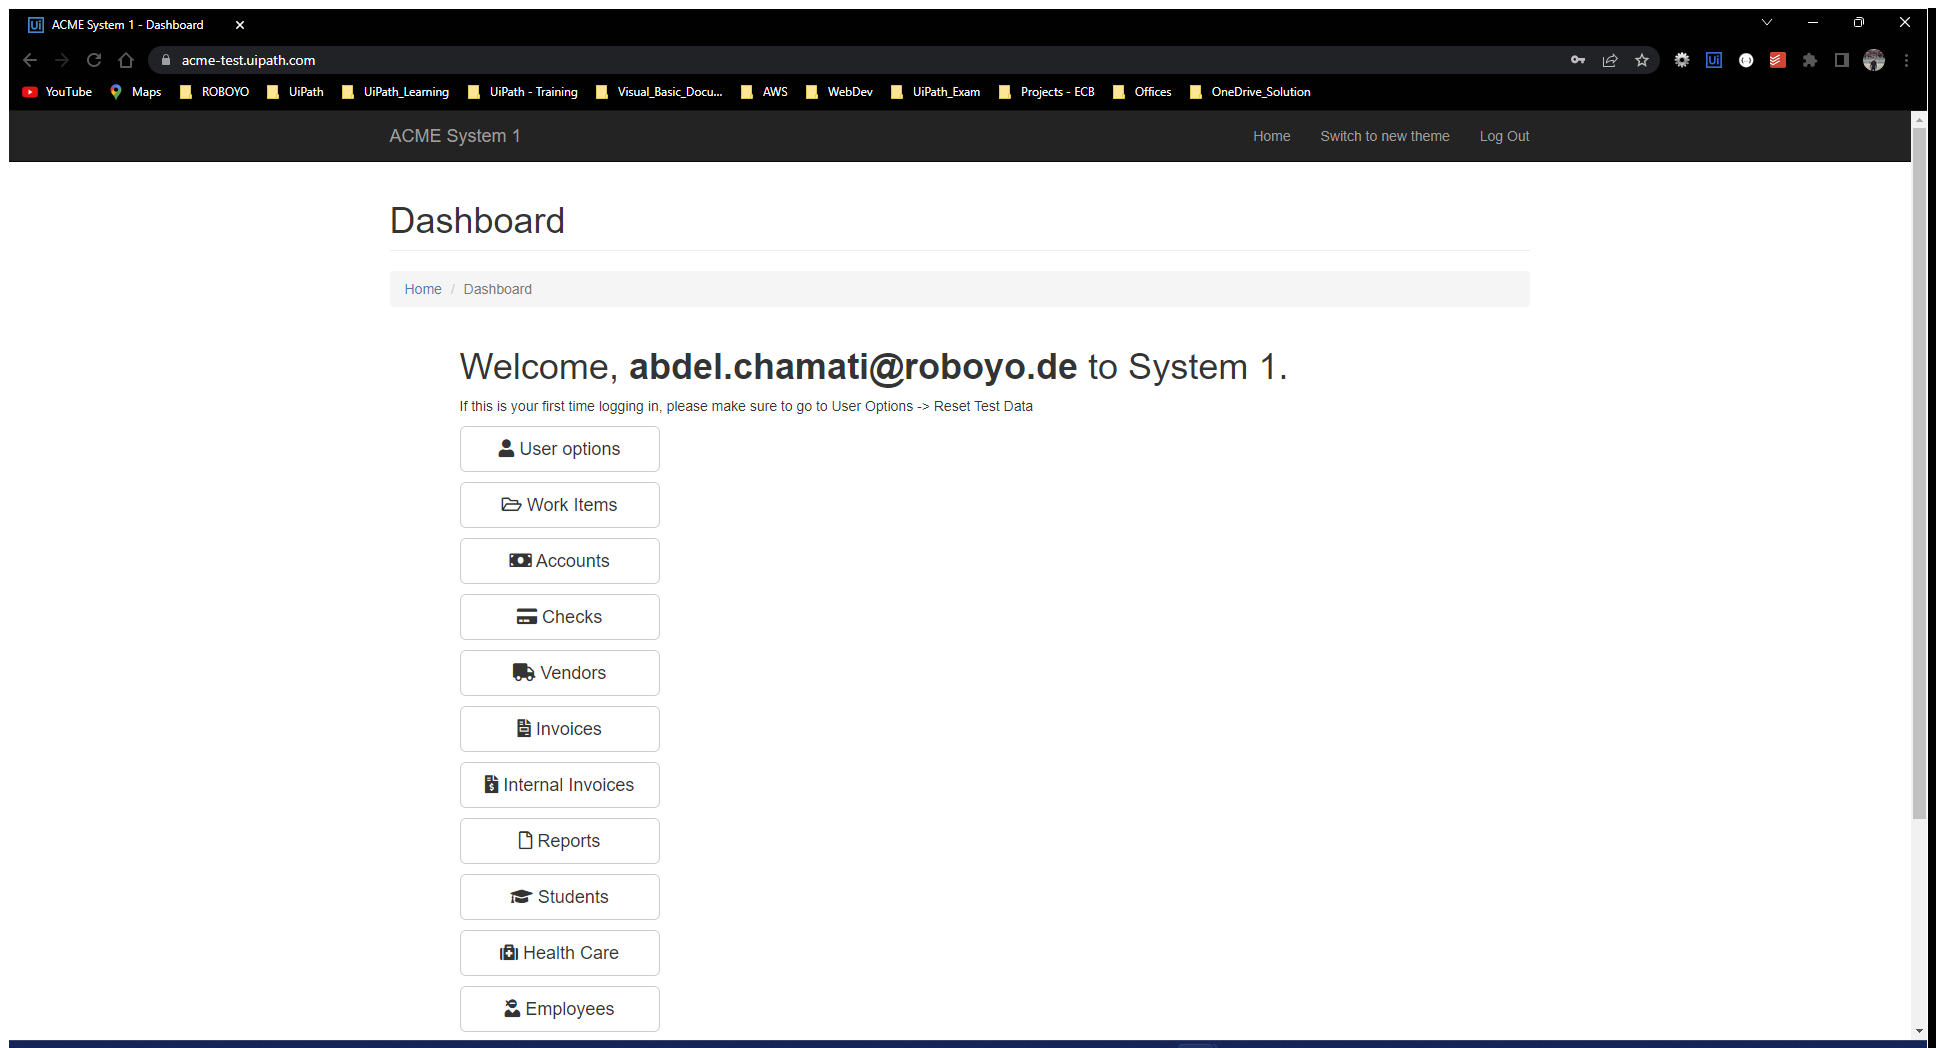 Ui ACME System 1 - Dashboard
acme-test.uipath.com
Ui
YouTube Maps ROBOYO UiPath UiPath_Learning UiPath - Training Visual_Basic_Docu... AWS WebDev UiPath_Exam Projects - ECB Offices OneDrive_Solution
ACME System 1 Home Switch to new theme Log Out
Dashboard
Home / Dashboard
Welcome, abdel.chamati@roboyo.de to System 1.
If this is your first time logging in, please make sure to go to User Options -> Reset Test Data
User options
Work Items
Accounts
Checks
Vendors
Invoices
Internal Invoices
Reports
Students
Health Care
Employees